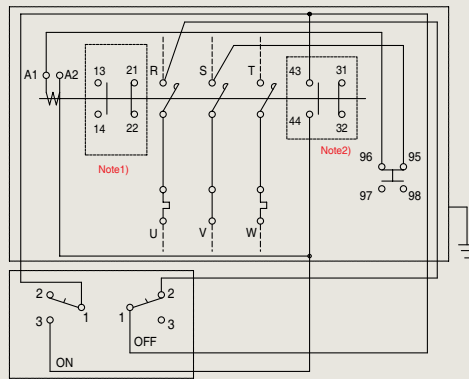 R S T
A1 A2 13 21 43 31
14 22 44 32
Note1) Note2)
96 95
97 98
U V W
2 1 3
ON
2 1 3
OFF